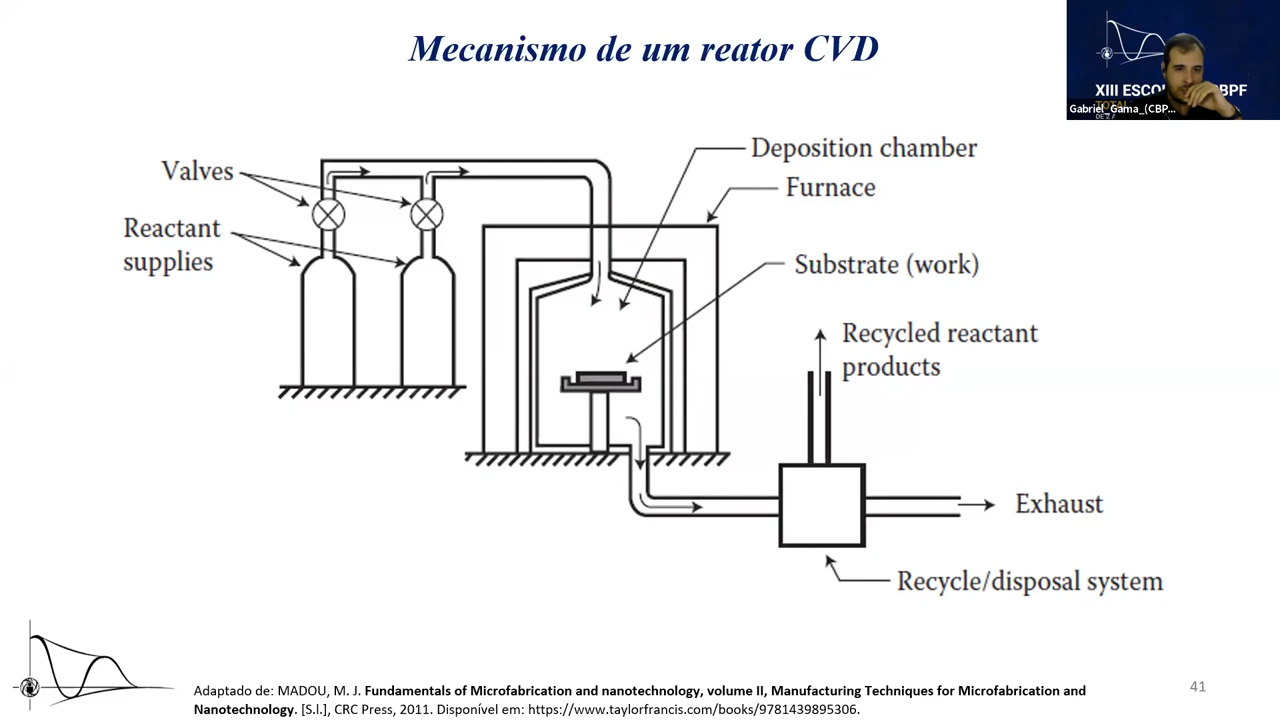 Mecanismo de um reator CVD
XIII ESCO
BPF
Gabriel_Gama_(CBP...
Valves
Reactant
supplies
Deposition chamber
Furnace
Substrate (work)
Recycled reactant
products
Exhaust
Recycle/disposal system
Adaptado de: MADOU, M. J. Fundamentals of Microfabrication and nanotechnology, volume II, Manufacturing Techniques for Microfabrication and
Nanotechnology. [S.l.], CRC Press, 2011. Disponível em: https://www.taylorfrancis.com/books/9781439895306.
41